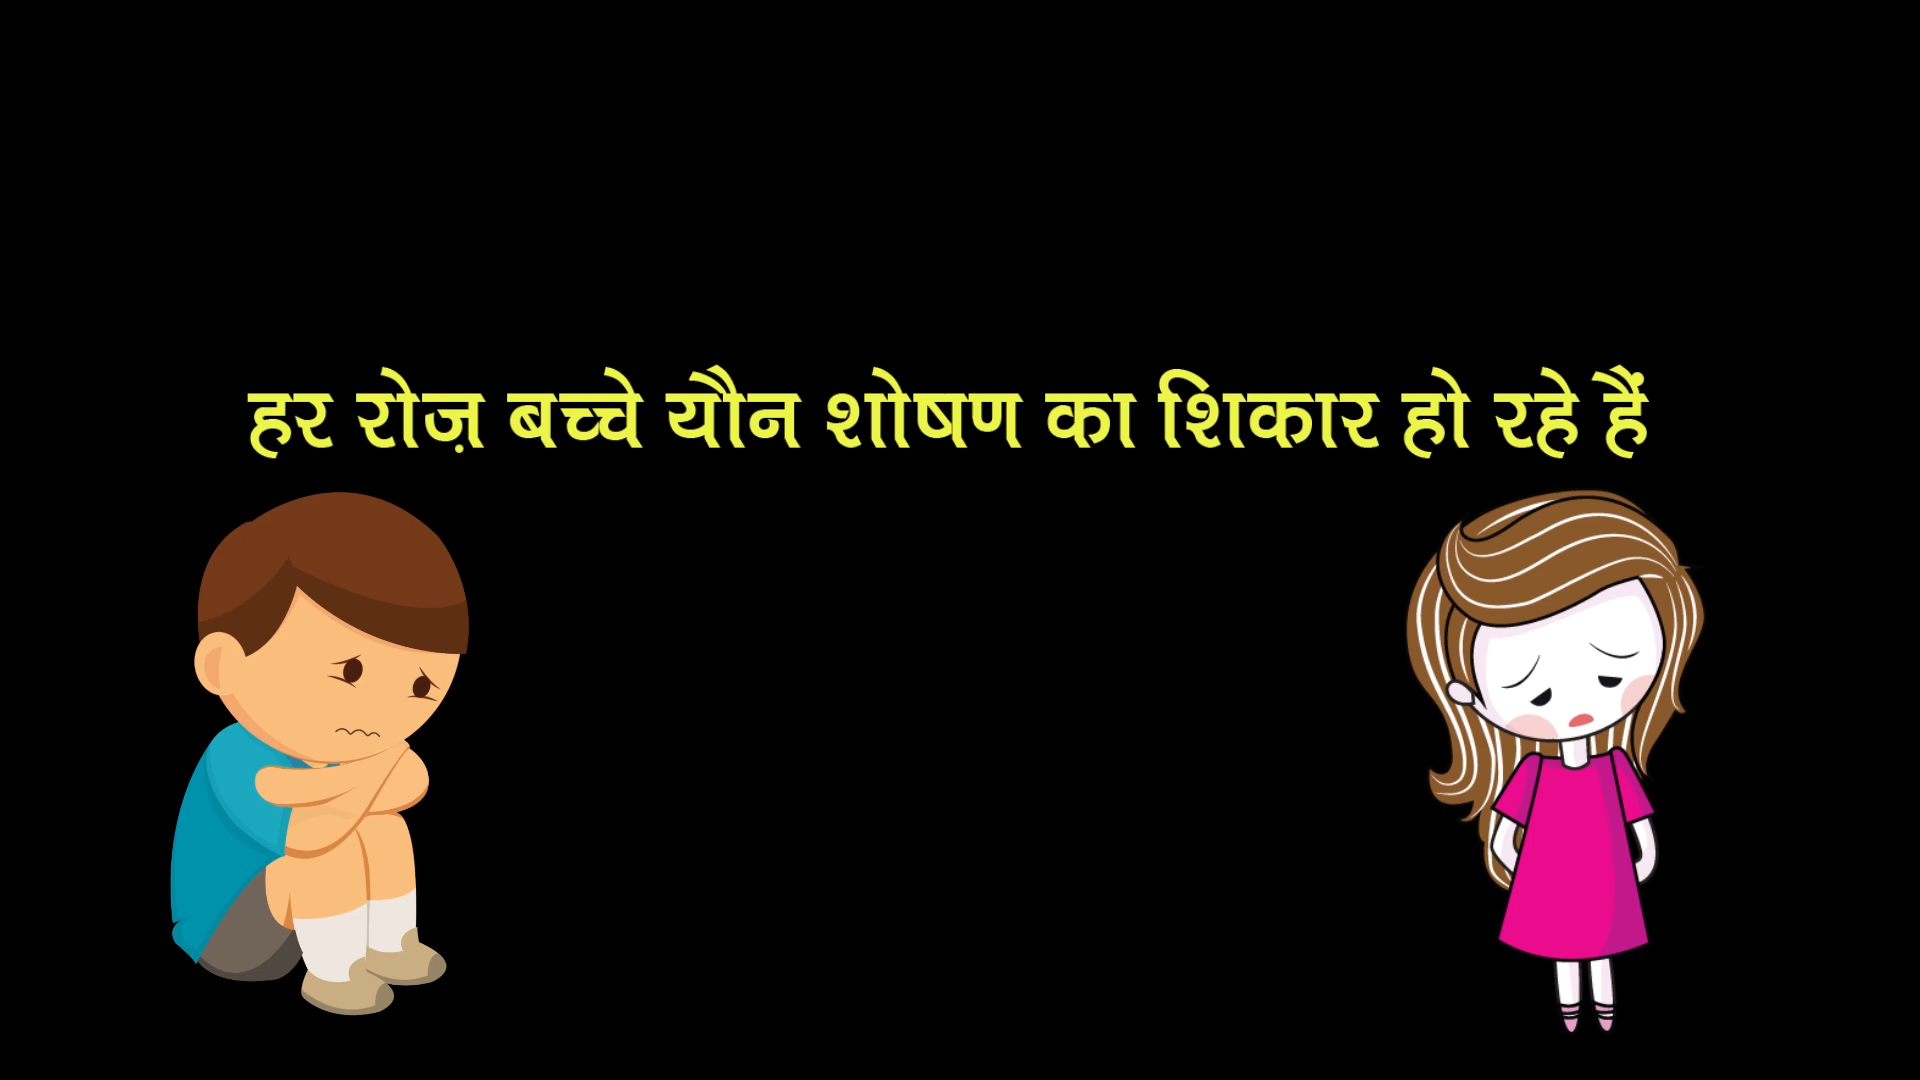 हर रोज़ बच्चे यौन शोषण का शिकार हो रहे हैं